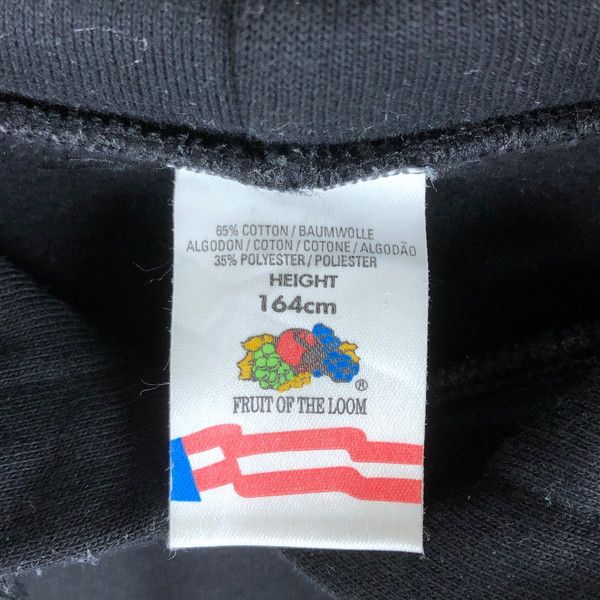 65% COTTON / BAUMWOLLE
ALGODON / COTON / COTONE / ALGODÃO
35% POLYESTER / POLIESTER
HEIGHT
164cm
®
FRUIT OF THE LOOM